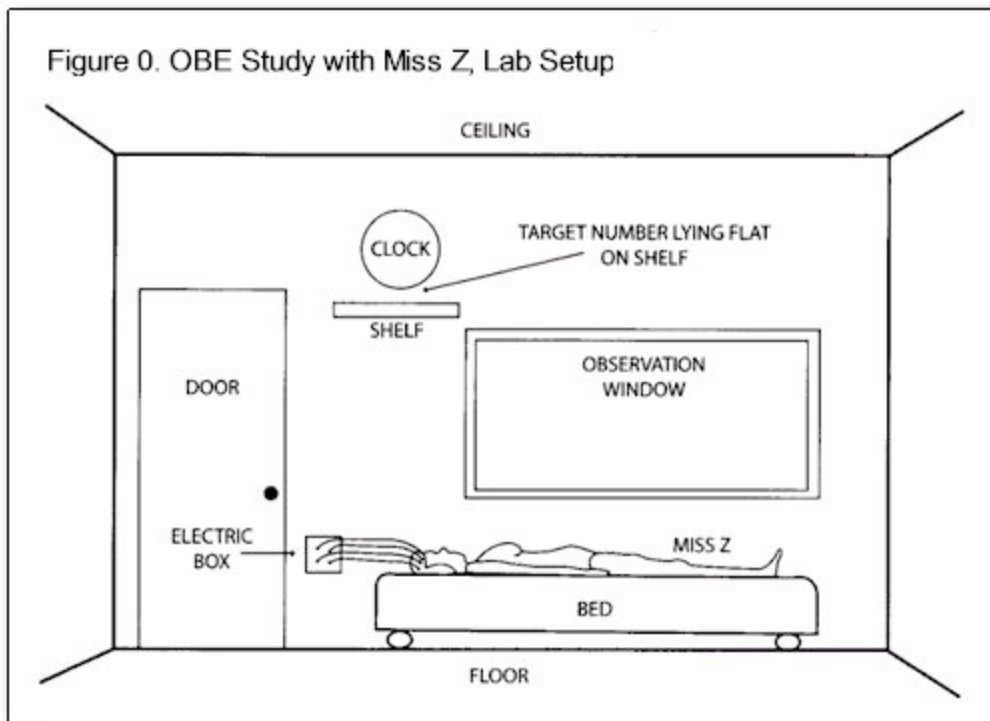 Figure 0. OBE Study with Miss Z, Lab Setup
CEILING
CLOCK
TARGET NUMBER LYING FLAT
ON SHELF
SHELF
OBSERVATION
WINDOW
DOOR
ELECTRIC
BOX
MISS Z
BED
FLOOR